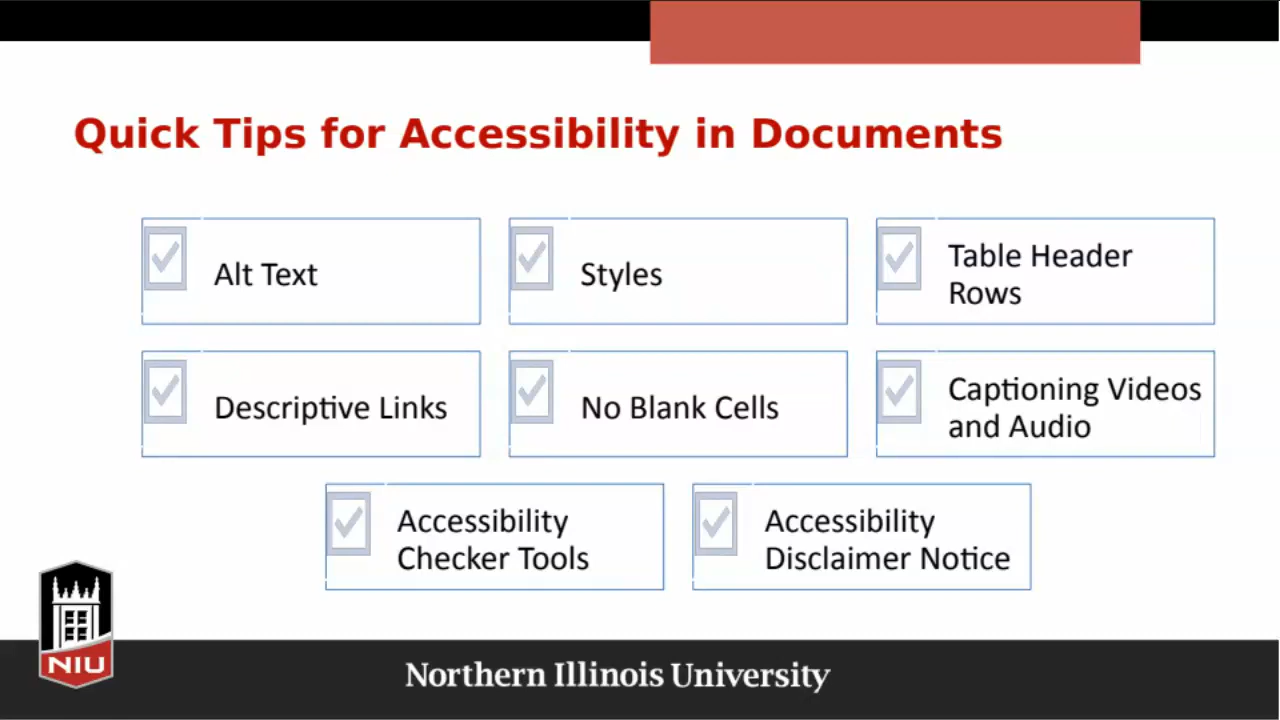 Quick Tips for Accessibility in Documents
Alt Text
Styles
Table Header
Rows
Descriptive Links
No Blank Cells
Captioning Videos
and Audio
Accessibility
Checker Tools
Accessibility
Disclaimer Notice
NIU
Northern Illinois University